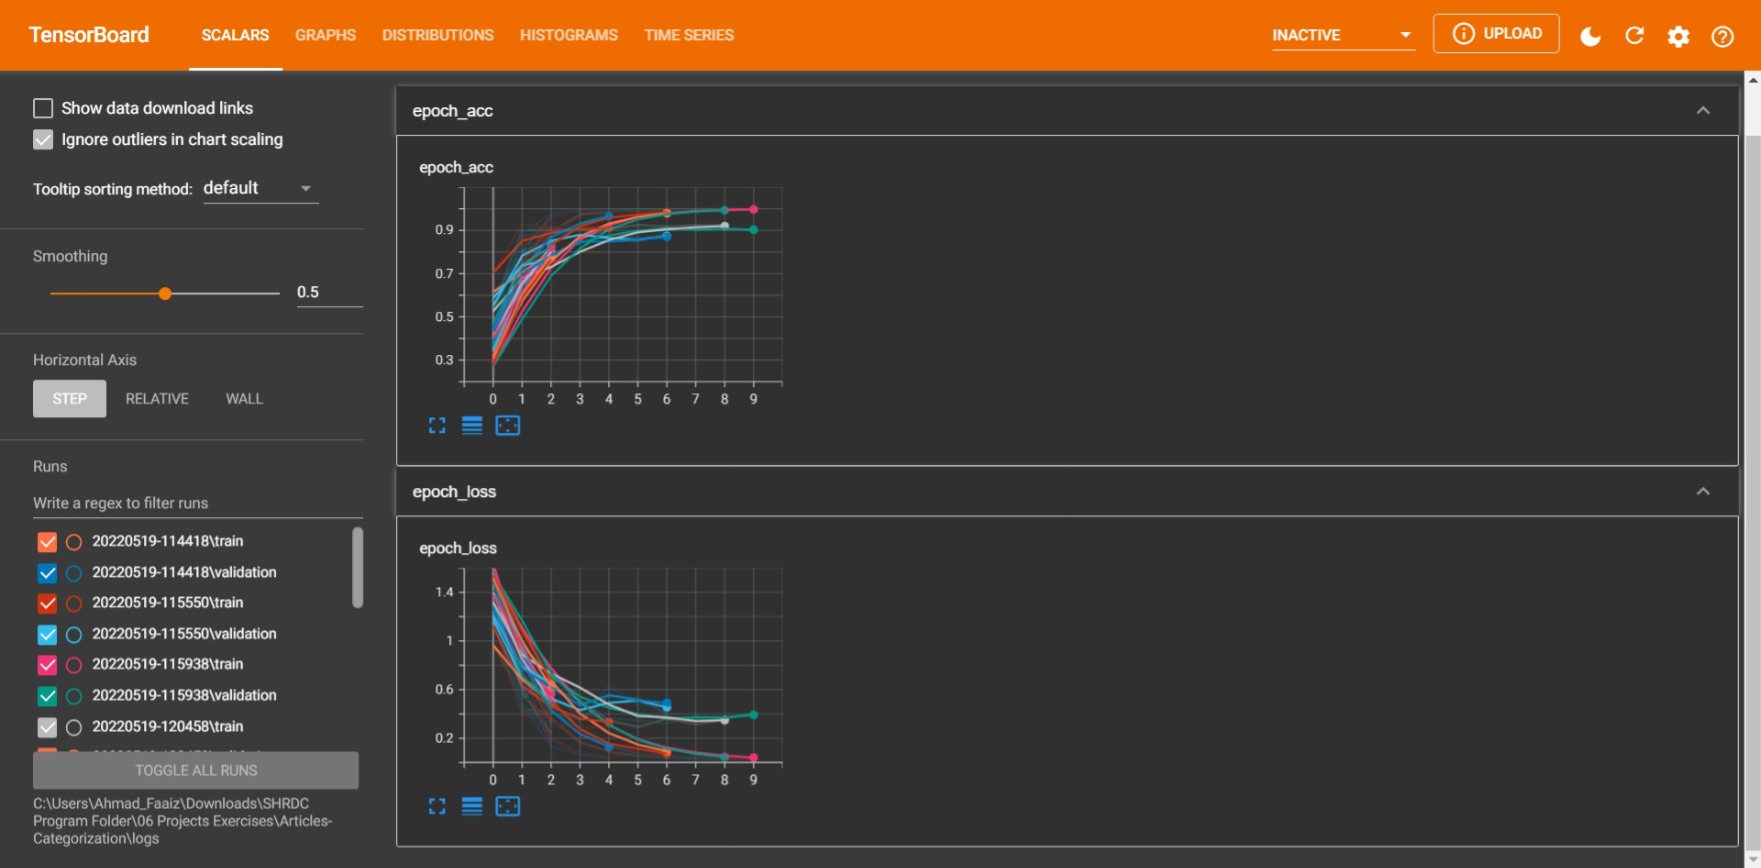 TensorBoard SCALARS GRAPHS DISTRIBUTIONS HISTOGRAMS TIME SERIES INACTIVE UPLOAD
Show data download links
Ignore outliers in chart scaling
Tooltip sorting method: default
Smoothing
0.5
Horizontal Axis
STEP RELATIVE WALL
Runs
Write a regex to filter runs
20220519-114418\train
20220519-114418\validation
20220519-115550\train
20220519-115550\validation
20220519-115938\train
20220519-115938\validation
20220519-120458\train
TOGGLE ALL RUNS
C:\Users\Ahmad_Faaiz\Downloads\SHRDC
Program Folder\06 Projects Exercises\Articles-
Categorization\logs
epoch_acc
epoch_acc
0.9
0.7
0.5
0.3
0 1 2 3 4 5 6 7 8 9
epoch_loss
epoch_loss
1.4
1
0.6
0.2
0 1 2 3 4 5 6 7 8 9